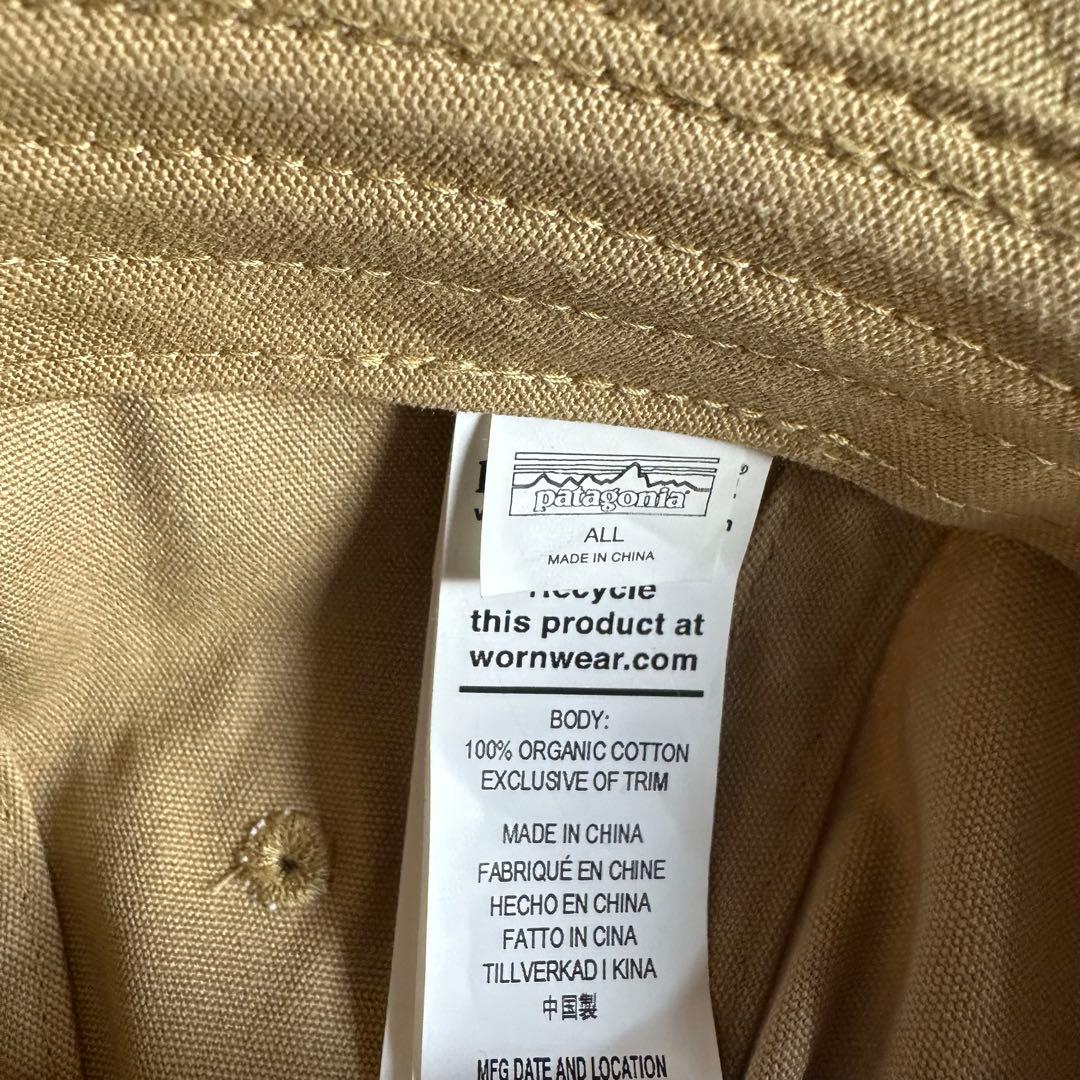 patagonia
ALL
MADE IN CHINA
this product at
wornwear.com
BODY:
100% ORGANIC COTTON
EXCLUSIVE OF TRIM
MADE IN CHINA
FABRIQUÉ EN CHINE
HECHO EN CHINA
FATTO IN CINA
TILLVERKAD I KINA
中国製
MFG DATE AND LOCATION